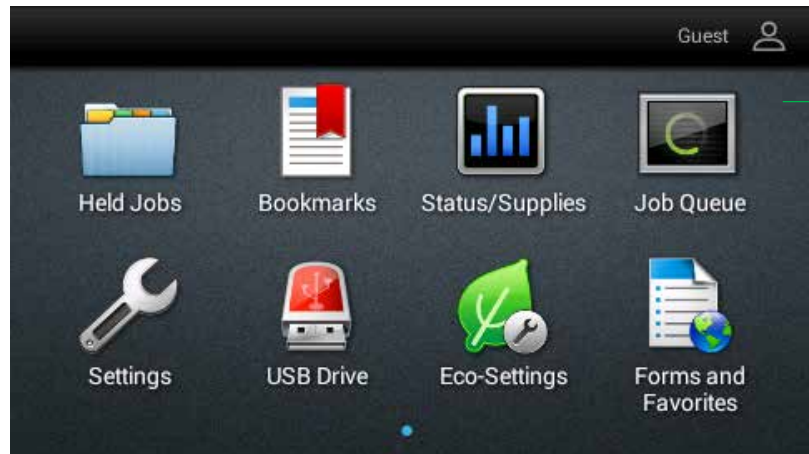 Guest
Held Jobs
Bookmarks
Status/Supplies
Job Queue
Settings
USB Drive
Eco-Settings
Forms and
Favorites